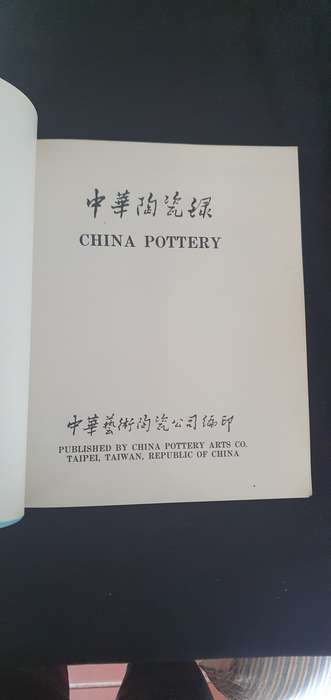 中華陶瓷錄
CHINA POTTERY
中華藝術陶瓷公司編印
PUBLISHED BY CHINA POTTERY ARTS CO.
TAIPEI, TAIWAN, REPUBLIC OF CHINA